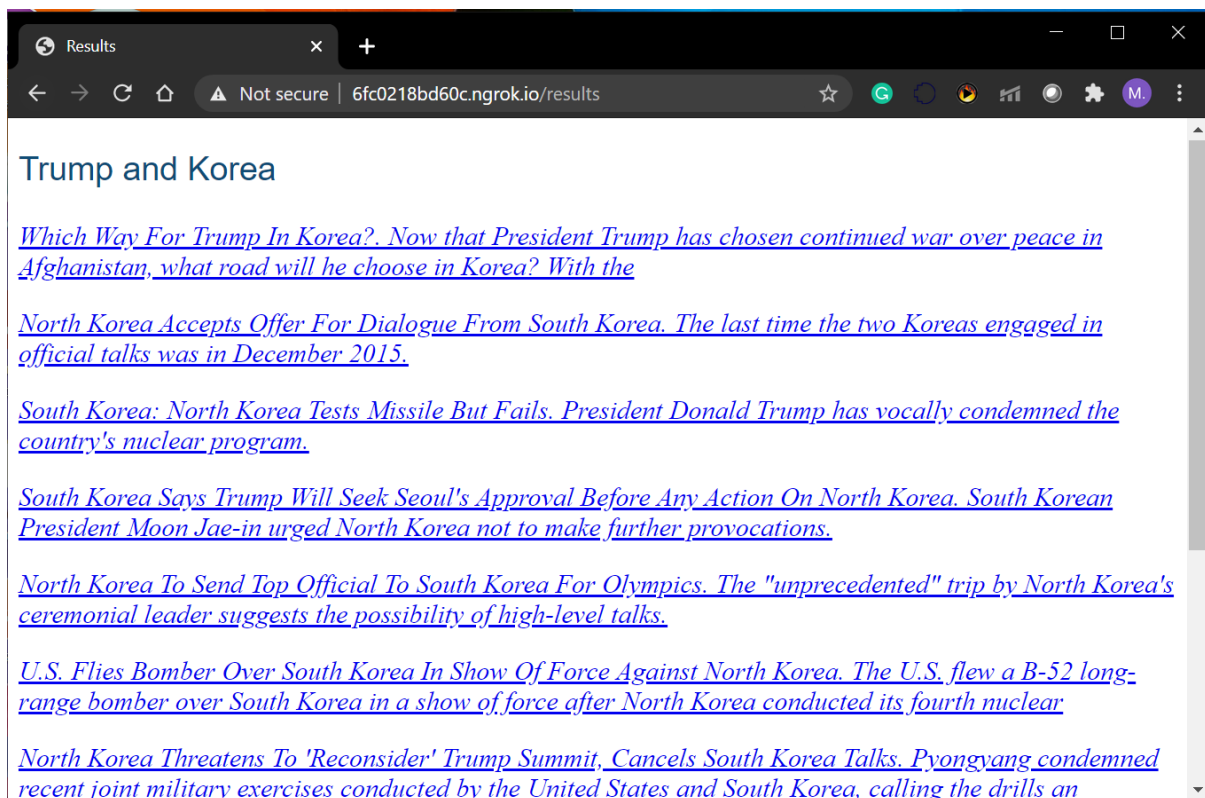 Results
Not secure | 6fc0218bd60c.ngrok.io/results
M.
Trump and Korea
Which Way For Trump In Korea?. Now that President Trump has chosen continued war over peace in
Afghanistan, what road will he choose in Korea? With the
North Korea Accepts Offer For Dialogue From South Korea. The last time the two Koreas engaged in
official talks was in December 2015.
South Korea: North Korea Tests Missile But Fails. President Donald Trump has vocally condemned the
country's nuclear program.
South Korea Says Trump Will Seek Seoul's Approval Before Any Action On North Korea. South Korean
President Moon Jae-in urged North Korea not to make further provocations.
North Korea To Send Top Official To South Korea For Olympics. The "unprecedented" trip by North Korea's
ceremonial leader suggests the possibility of high-level talks.
U.S. Flies Bomber Over South Korea In Show Of Force Against North Korea. The U.S. flew a B-52 long-
range bomber over South Korea in a show of force after North Korea conducted its fourth nuclear
North Korea Threatens To 'Reconsider' Trump Summit, Cancels South Korea Talks. Pyongyang condemned
recent joint military exercises conducted by the United States and South Korea, calling the drills an